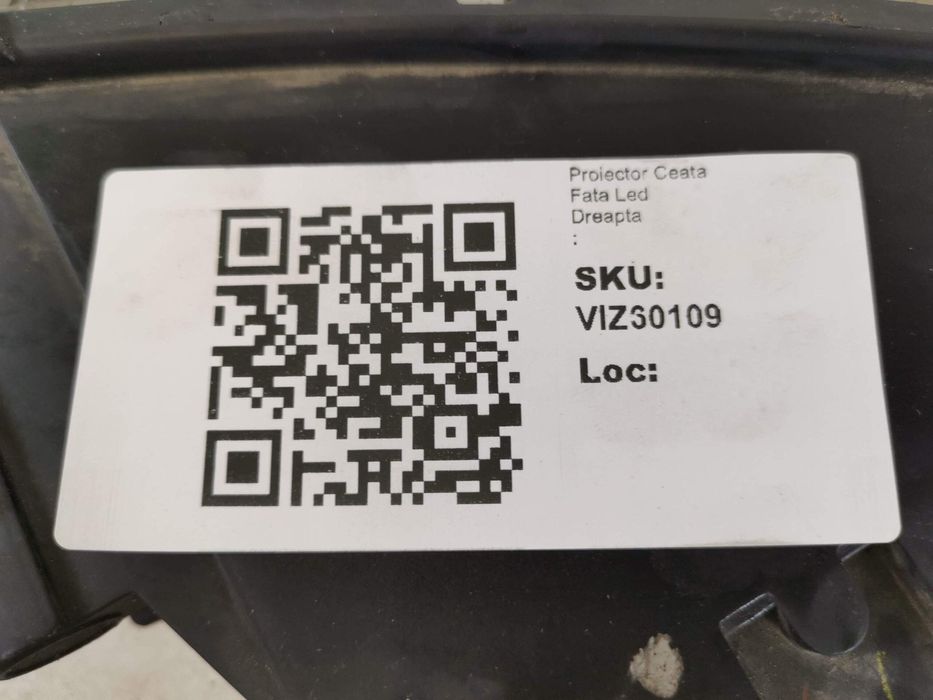 Proiector Ceata
Fata Led
Dreapta
:
SKU:
VIZ30109
Loc: